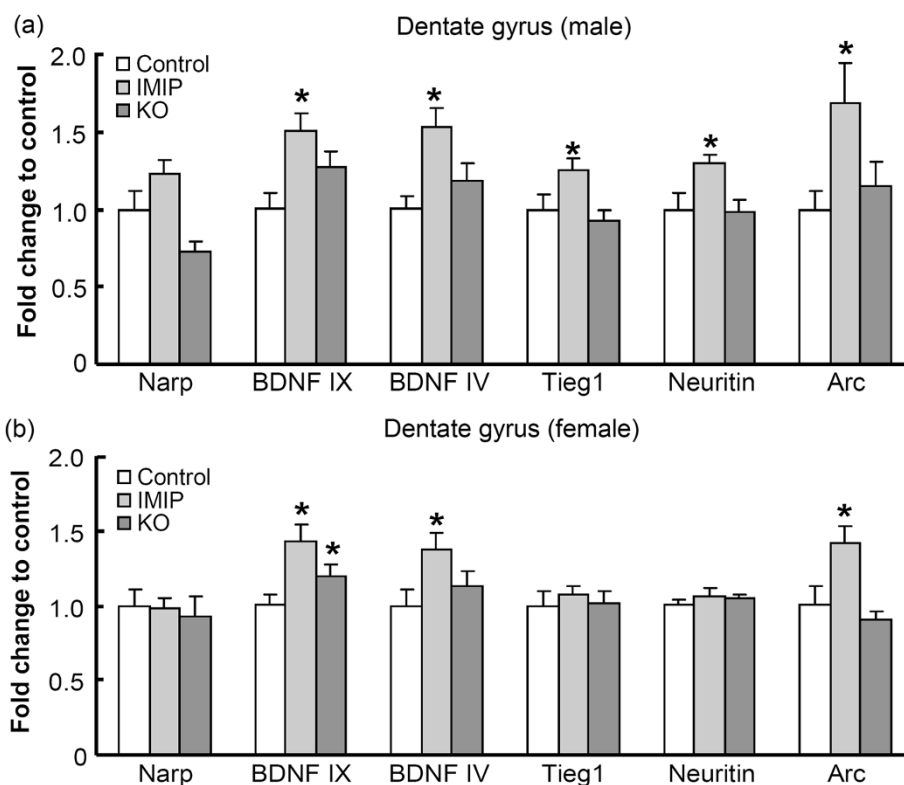 (a)
Dentate gyrus (male)
Fold change to control
2.0
1.5
1.0
0.5
0
Control
IMIP
KO
*
*
*
*
*
Narp BDNF IX BDNF IV Tieg1 Neuritin Arc
(b)
Dentate gyrus (female)
Fold change to control
2.0
1.5
1.0
0.5
0
Control
IMIP
KO
*
*
*
*
Narp BDNF IX BDNF IV Tieg1 Neuritin Arc